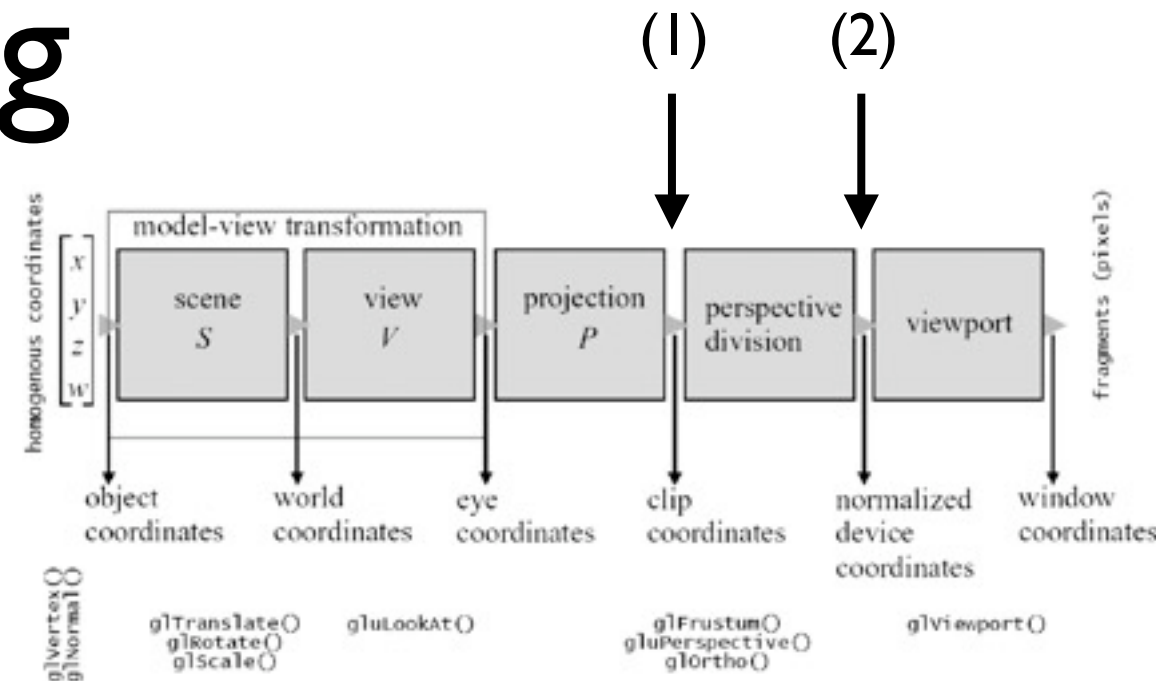 g
(1)
(2)
homogenous coordinates
x
y
z
w
model-view transformation
scene
S
view
V
projection
P
perspective
division
viewport
fragments (pixels)
object
coordinates
world
coordinates
eye
coordinates
clip
coordinates
normalized
device
coordinates
window
coordinates
glVertex()
glNormal()
glTranslate()
glRotate()
glScale()
gluLookAt()
glFrustum()
gluPerspective()
glOrtho()
glViewport()